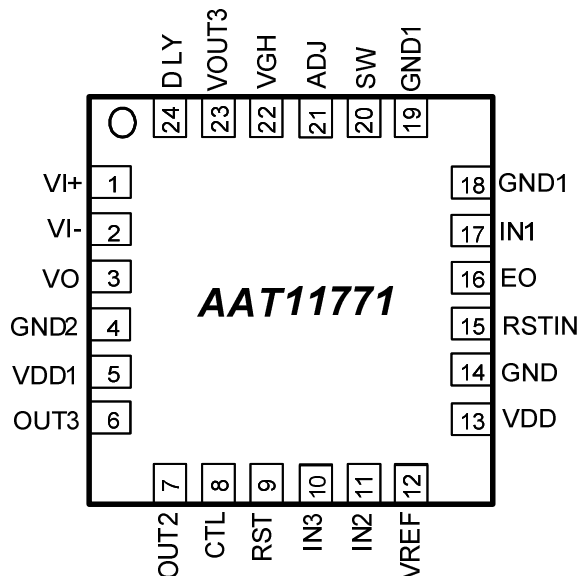 DLY VOUT3 VGH ADJ SW GND1
24 23 22 21 20 19
VI+ 1 18 GND1
VI- 2 17 IN1
VO 3 16 EO
AAT11771
GND2 4 15 RSTIN
VDD1 5 14 GND
OUT3 6 13 VDD
7 8 9 10 11 12
OUT2 CTL RST IN3 IN2 VREF